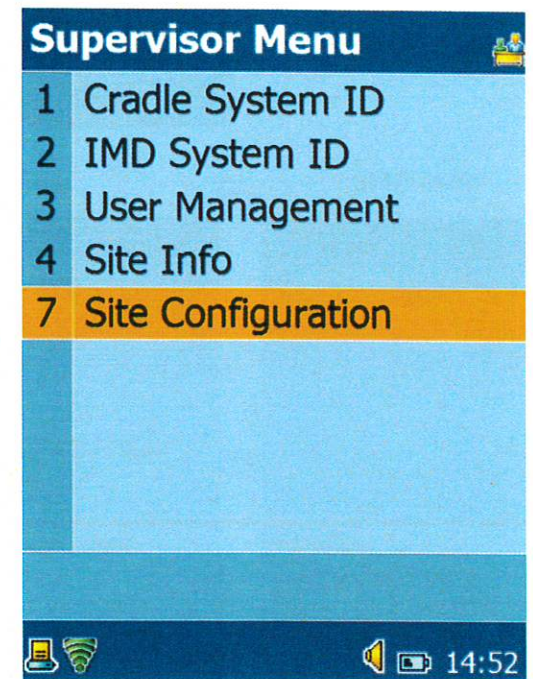 Supervisor Menu
1 Cradle System ID
2 IMD System ID
3 User Management
4 Site Info
7 Site Configuration
14:52